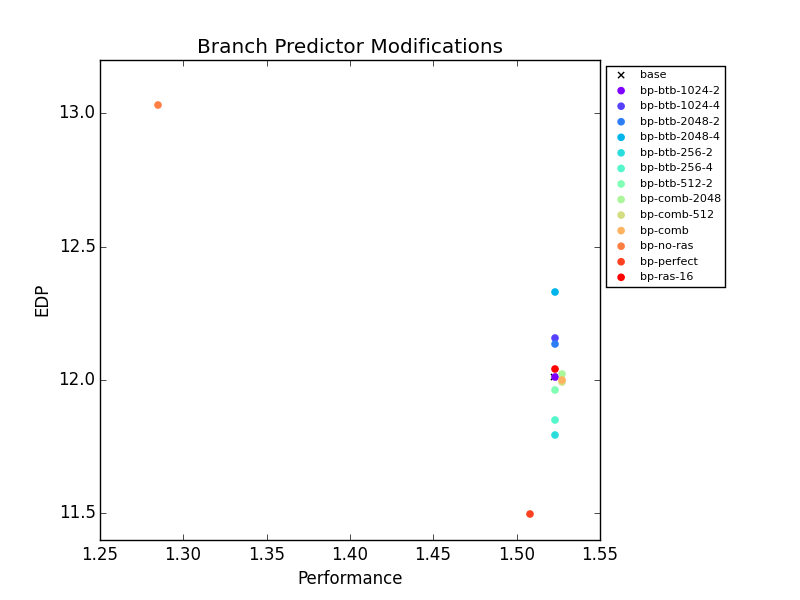 Branch Predictor Modifications
EDP
13.0
12.5
12.0
11.5
1.25
1.30
1.35
1.40
1.45
1.50
1.55
Performance
base
bp-btb-1024-2
bp-btb-1024-4
bp-btb-2048-2
bp-btb-2048-4
bp-btb-256-2
bp-btb-256-4
bp-btb-512-2
bp-comb-2048
bp-comb-512
bp-comb
bp-no-ras
bp-perfect
bp-ras-16